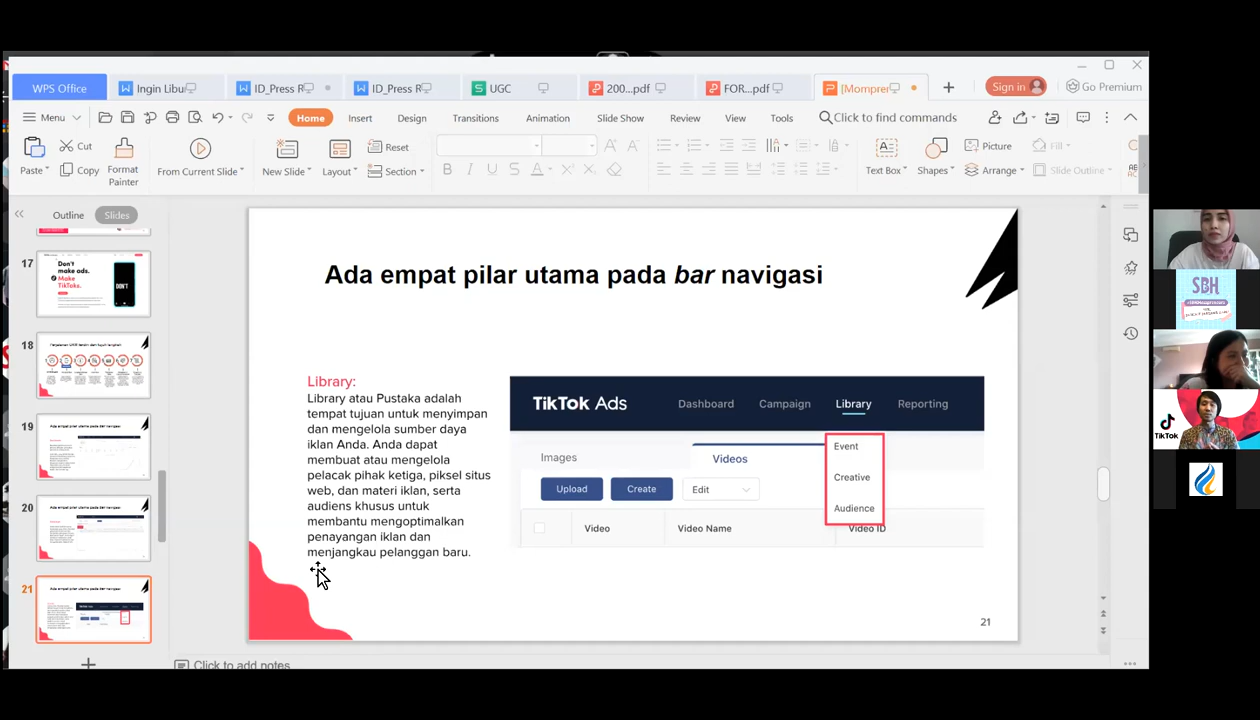 WPS Office
Ingin Libu
ID_Press R
ID_Press R
UGC
200...pdf
FOR...pdf
[Mompren
Sign in
Go Premium
Menu
Home
Insert
Design
Transitions
Animation
Slide Show
Review
View
Tools
Click to find commands
Paste
Cut
Copy
Format
Painter
From Current Slide
New Slide
Layout
Reset
Section
B I U S A
Text Box
Shapes
Picture
Arrange
Fill
Slide Outline
Outline
Slides
17
Don't
make ads.
Make
TikToks.
18
19
20
21
Ada empat pilar utama pada bar navigasi
Library:
Library atau Pustaka adalah
tempat tujuan untuk menyimpan
dan mengelola sumber daya
iklan Anda. Anda dapat
membuat atau mengelola
pelacak pihak ketiga, piksel situs
web, dan materi iklan, serta
audiens khusus untuk
membantu mengoptimalkan
penayangan iklan dan
menjangkau pelanggan baru.
TikTok Ads
Dashboard
Campaign
Library
Reporting
Images
Videos
Event
Creative
Audience
Upload
Create
Edit
Video
Video Name
Video ID
21
Click to add notes
SBH
TikTok